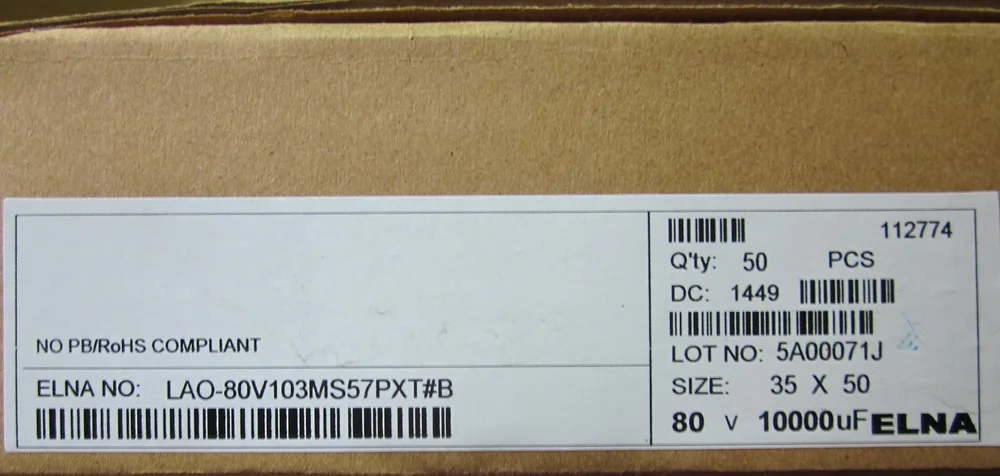 NO PB/RoHS COMPLIANT
ELNA NO: LAO-80V103MS57PXT#B
112774
Q'ty: 50 PCS
DC: 1449
LOT NO: 5A00071J
SIZE: 35 X 50
80 V 10000uF ELNA